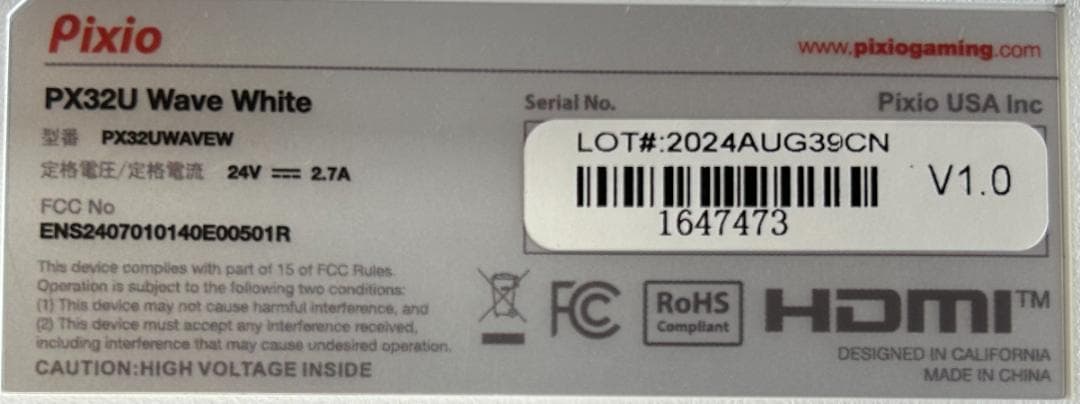 Pixio
www.pixiogaming.com
PX32U Wave White
Serial No.
Pixio USA Inc
型番 PX32UWAVEW
LOT#:2024AUG39CN
定格電圧/定格電流 24V 2.7A
V1.0
1647473
FCC No
ENS2407010140E00501R
This device complies with part of 15 of FCC Rules.
Operation is subject to the following two conditions:
(1) This device may not cause harmful interference, and
(2) This device must accept any interference received,
including interference that may cause undesired operation.
CAUTION:HIGH VOLTAGE INSIDE
FC
RoHS
Compliant
HDMI™
DESIGNED IN CALIFORNIA
MADE IN CHINA